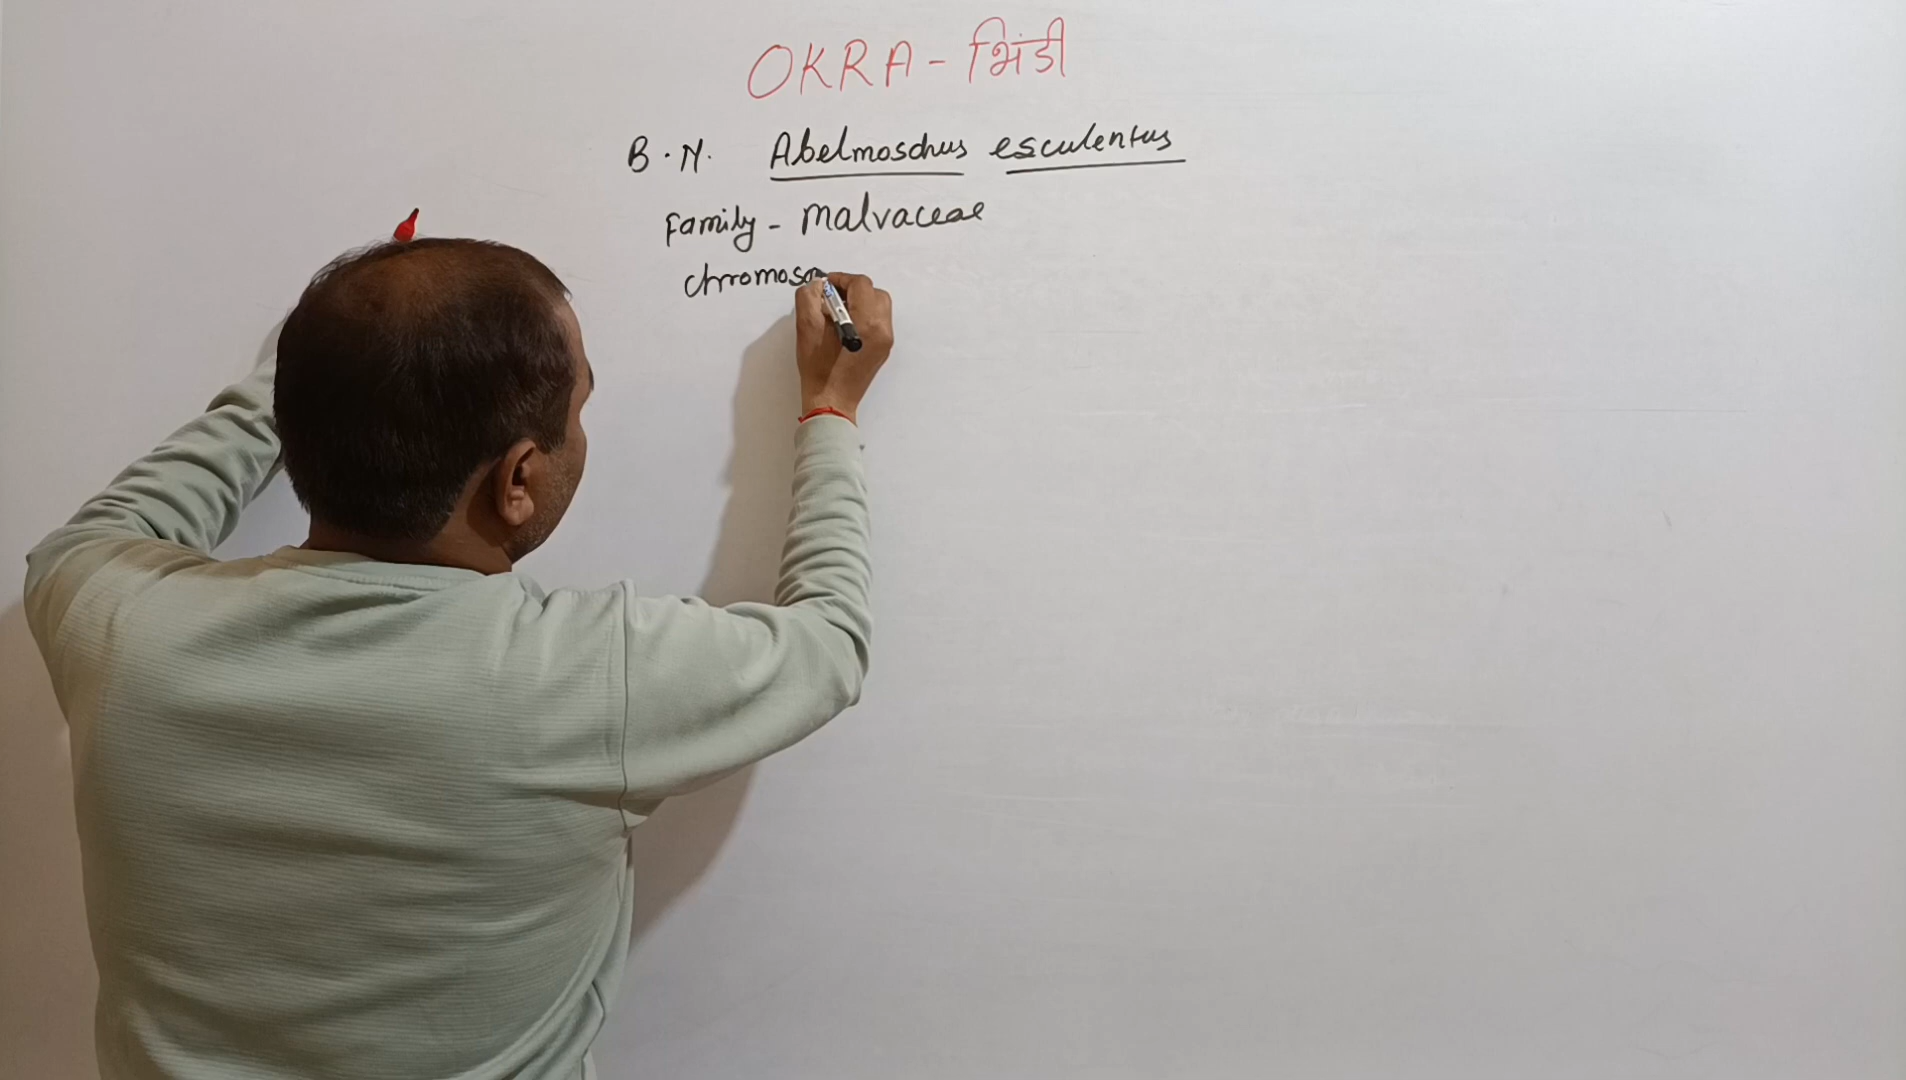 OKRA - भिंडी
B.N. Abelmoschus esculentus
Family - Malvaceae
chromoso